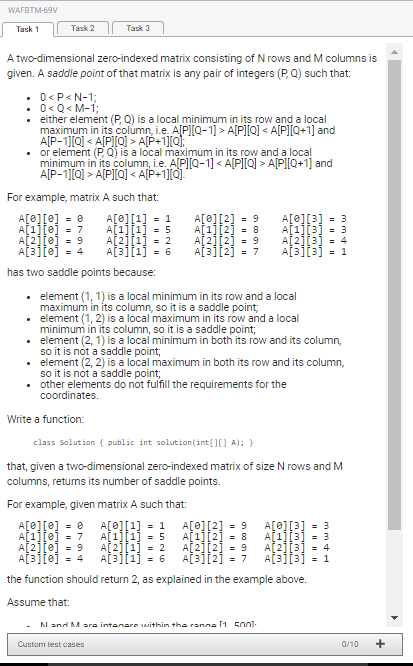 WAFBTM-69V
Task 1 Task 2 Task 3
A two-dimensional zero-indexed matrix consisting of N rows and M columns is
given. A saddle point of that matrix is any pair of integers (P, Q) such that:
• 0 < P < N−1;
• 0 < Q < M−1;
• either element (P, Q) is a local minimum in its row and a local
maximum in its column, i.e. A[P][Q−1] > A[P][Q] < A[P][Q+1] and
A[P−1][Q] < A[P][Q] > A[P+1][Q];
• or element (P, Q) is a local maximum in its row and a local
minimum in its column, i.e. A[P][Q−1] < A[P][Q] > A[P][Q+1] and
A[P−1][Q] > A[P][Q] < A[P+1][Q].
For example, matrix A such that:
A[0][0] = 0 A[0][1] = 1 A[0][2] = 9 A[0][3] = 3
A[1][0] = 7 A[1][1] = 5 A[1][2] = 8 A[1][3] = 3
A[2][0] = 9 A[2][1] = 2 A[2][2] = 9 A[2][3] = 4
A[3][0] = 4 A[3][1] = 6 A[3][2] = 7 A[3][3] = 1
has two saddle points because:
• element (1, 1) is a local minimum in its row and a local
maximum in its column, so it is a saddle point;
• element (1, 2) is a local maximum in its row and a local
minimum in its column, so it is a saddle point;
• element (2, 1) is a local minimum in both its row and its column,
so it is not a saddle point;
• element (2, 2) is a local maximum in both its row and its column,
so it is not a saddle point;
• other elements do not fulfill the requirements for the
coordinates.
Write a function:
class Solution { public int solution(int[][] A); }
that, given a two-dimensional zero-indexed matrix of size N rows and M
columns, returns its number of saddle points.
For example, given matrix A such that:
A[0][0] = 0 A[0][1] = 1 A[0][2] = 9 A[0][3] = 3
A[1][0] = 7 A[1][1] = 5 A[1][2] = 8 A[1][3] = 3
A[2][0] = 9 A[2][1] = 2 A[2][2] = 9 A[2][3] = 4
A[3][0] = 4 A[3][1] = 6 A[3][2] = 7 A[3][3] = 1
the function should return 2, as explained in the example above.
Assume that:
• N and M are integers within the range [1..500];
Custom test cases 0/10 +